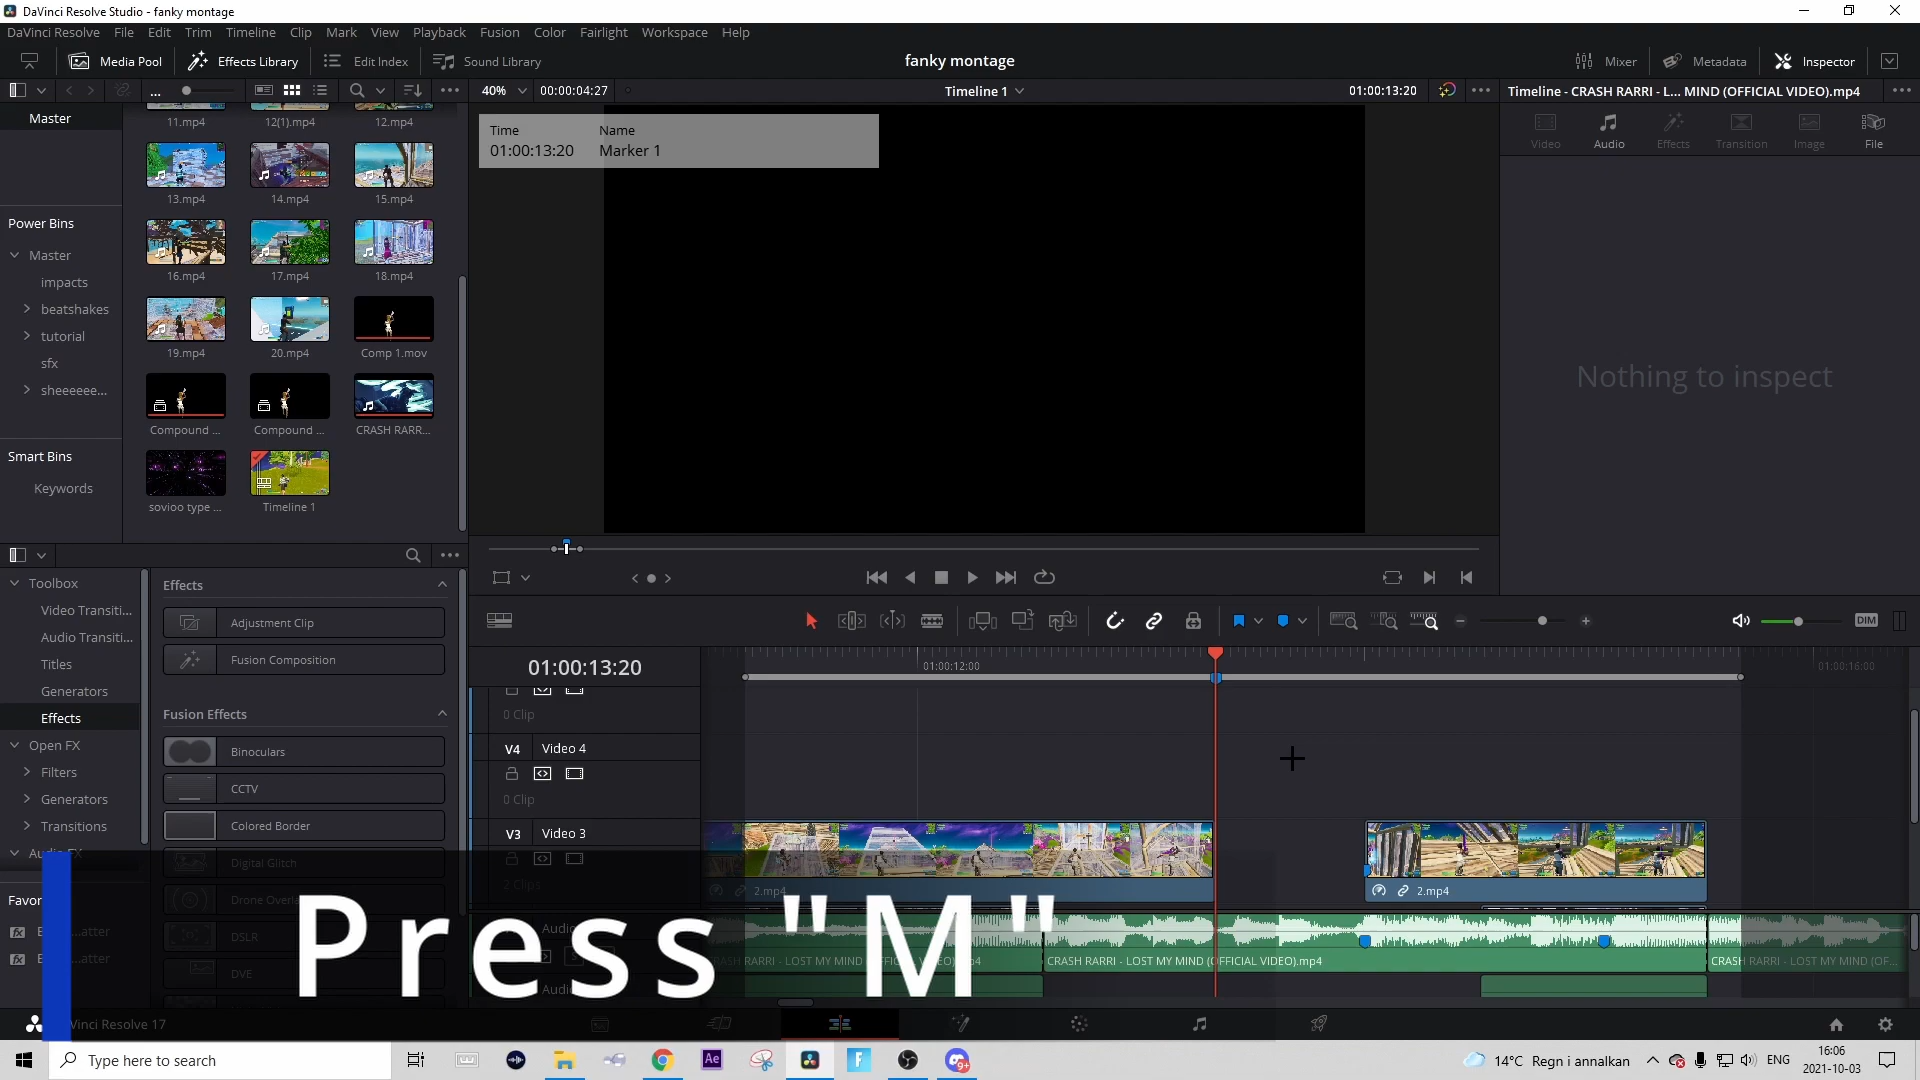 DaVinci Resolve Studio - fanky montage
DaVinci Resolve File Edit Trim Timeline Clip Mark View Playback Fusion Color Fairlight Workspace Help
Media Pool Effects Library Edit Index Sound Library fanky montage Mixer Metadata Inspector
... 40% 00:00:04:27 Timeline 1 01:00:13:20 Timeline - CRASH RARRI - L... MIND (OFFICIAL VIDEO).mp4
Master
11.mp4 12(1).mp4 12.mp4
Time Name
01:00:13:20 Marker 1
Video Audio Effects Transition Image File
13.mp4 14.mp4 15.mp4
Power Bins
Master
impacts
beatshakes
tutorial
sfx
sheeeeee...
16.mp4 17.mp4 18.mp4
19.mp4 20.mp4 Comp 1.mov
Compound ... Compound ... CRASH RARR...
sovioo type ... Timeline 1
Smart Bins
Keywords
Nothing to inspect
Toolbox
Video Transiti...
Audio Transiti...
Titles
Generators
Effects
Open FX
Filters
Generators
Transitions
Effects
Adjustment Clip
Fusion Composition
Fusion Effects
Binoculars
CCTV
Colored Border
Digital Glitch
DSLR
DVE
Favor
DIM
01:00:13:20 01:00:12:00 01:00:16:00
0 Clip
V4 Video 4
0 Clip
V3 Video 3
2 Clips
2.mp4 2.mp4
CRASH RARRI - LOST MY MIND (OFFICIAL VIDEO).mp4
CRASH RARRI - LOST MY MIND (OF...
Press "M"
Vinci Resolve 17
Type here to search
Ae
9+
14°C Regn i annalkan ENG 16:06
2021-10-03